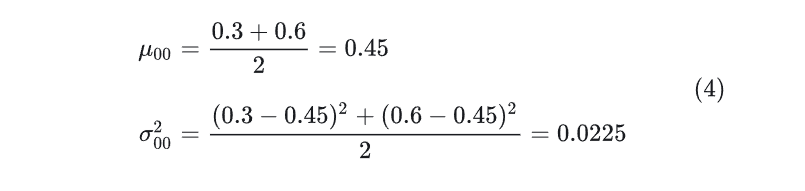 μ₀₀ = (0.3 + 0.6) / 2 = 0.45
(4)
σ²₀₀ = ((0.3 − 0.45)² + (0.6 − 0.45)²) / 2 = 0.0225